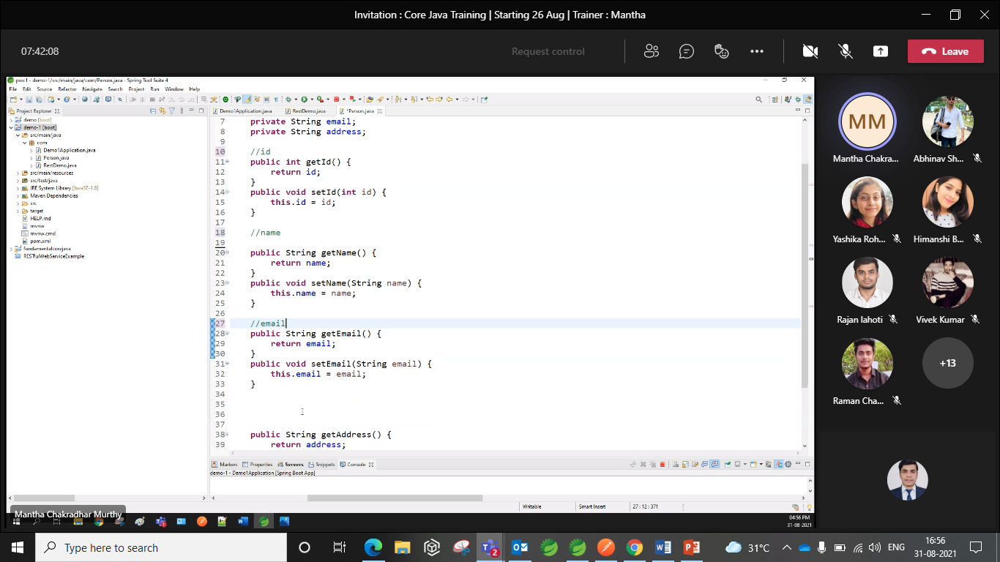 Invitation : Core Java Training | Starting 26 Aug | Trainer : Mantha
07:42:08
Request control
Leave
pwc1 - demo-1/src/main/java/com/Person.java - Spring Tool Suite 4
File Edit Source Refactor Navigate Search Project Run Window Help
Project Explorer
demo [boot]
demo-1 [boot]
src/main/java
com
Demo1Application.java
Person.java
RestDemo.java
src/main/resources
src/test/java
JRE System Library [JavaSE-1.8]
Maven Dependencies
src
target
HELP.md
mvnw
mvnw.cmd
pom.xml
fundamentalcorejava
RESTfulWebServiceExample
Demo1Application.java RestDemo.java *Person.java
7 private String email;
8 private String address;
9
10 //id
11 public int getId() {
12 return id;
13 }
14 public void setId(int id) {
15 this.id = id;
16 }
17
18 //name
19
20 public String getName() {
21 return name;
22 }
23 public void setName(String name) {
24 this.name = name;
25 }
26
27 //email
28 public String getEmail() {
29 return email;
30 }
31 public void setEmail(String email) {
32 this.email = email;
33 }
34
35
36
37
38 public String getAddress() {
39 return address;
Markers Properties Servers Snippets Console
demo-1 - Demo1Application [Spring Boot App]
Writable Smart Insert 27 : 12 : 371
Mantha Chakradhar Murthy
04:56 PM
31-08-2021
MM
Mantha Chakra...
Abhinav Sh...
Yashika Roh...
Himanshi B...
Rajan lahoti
Vivek Kumar
Raman Cha...
+13
Type here to search
2
31°C
ENG
16:56
31-08-2021